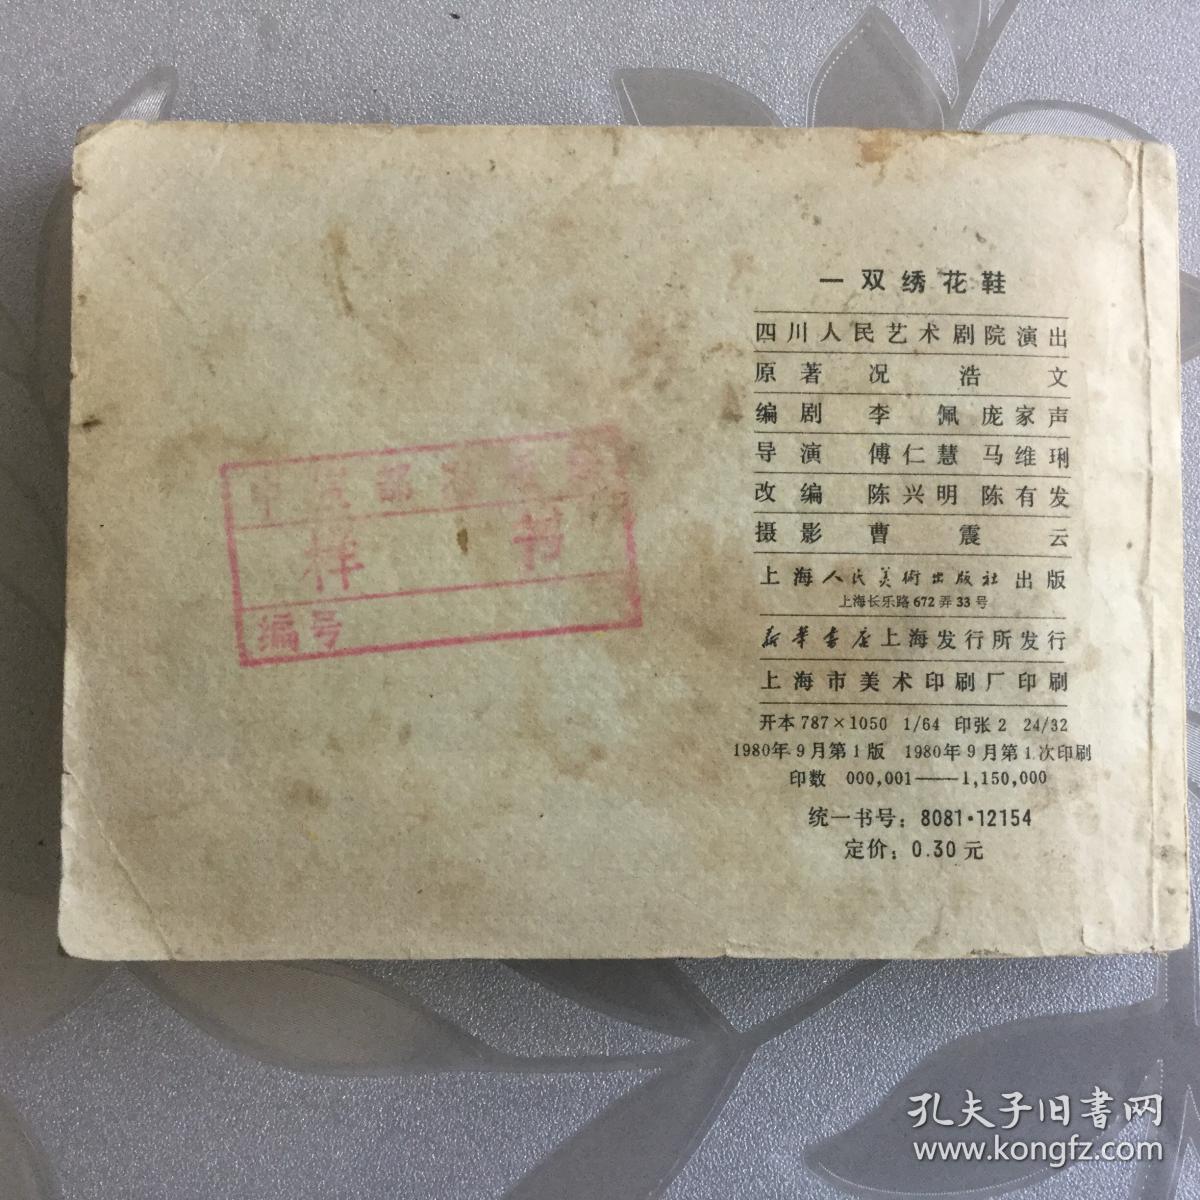 一双绣花鞋
四川人民艺术剧院演出
原著 况浩文
编剧 李佩 庞家声
导演 傅仁慧 马维琍
改编 陈兴明 陈有发
摄影 曹震云
上海人民美術出版社出版
上海长乐路672弄33号
新華書店上海发行所发行
上海市美术印刷厂印刷
开本 787×1050 1/64 印张 2 24/32
1980年9月第1版 1980年9月第1次印刷
印数 000,001——1,150,000
统一书号：8081·12154
定价：0.30元
样书
编号
孔夫子旧書网
www.kongfz.com